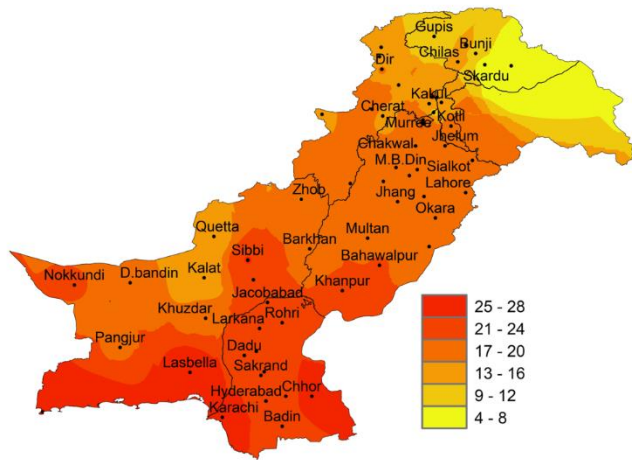 Gupis
Bunji
Chilas
Dir
Skardu
Kakul
Cherat
Kotli
Murree
Jhelum
Chakwal
M.B.Din
Sialkot
Zhob
Jhang
Lahore
Okara
Quetta
Multan
Barkhan
Sibbi
Bahawalpur
Nokkundi
D.bandin
Kalat
Khanpur
Jacobabad
25 - 28
Khuzdar
Larkana
Rohri
21 - 24
Pangjur
17 - 20
Dadu
13 - 16
Lasbella
Sakrand
9 - 12
Hyderabad
Chhor
4 - 8
Karachi
Badin